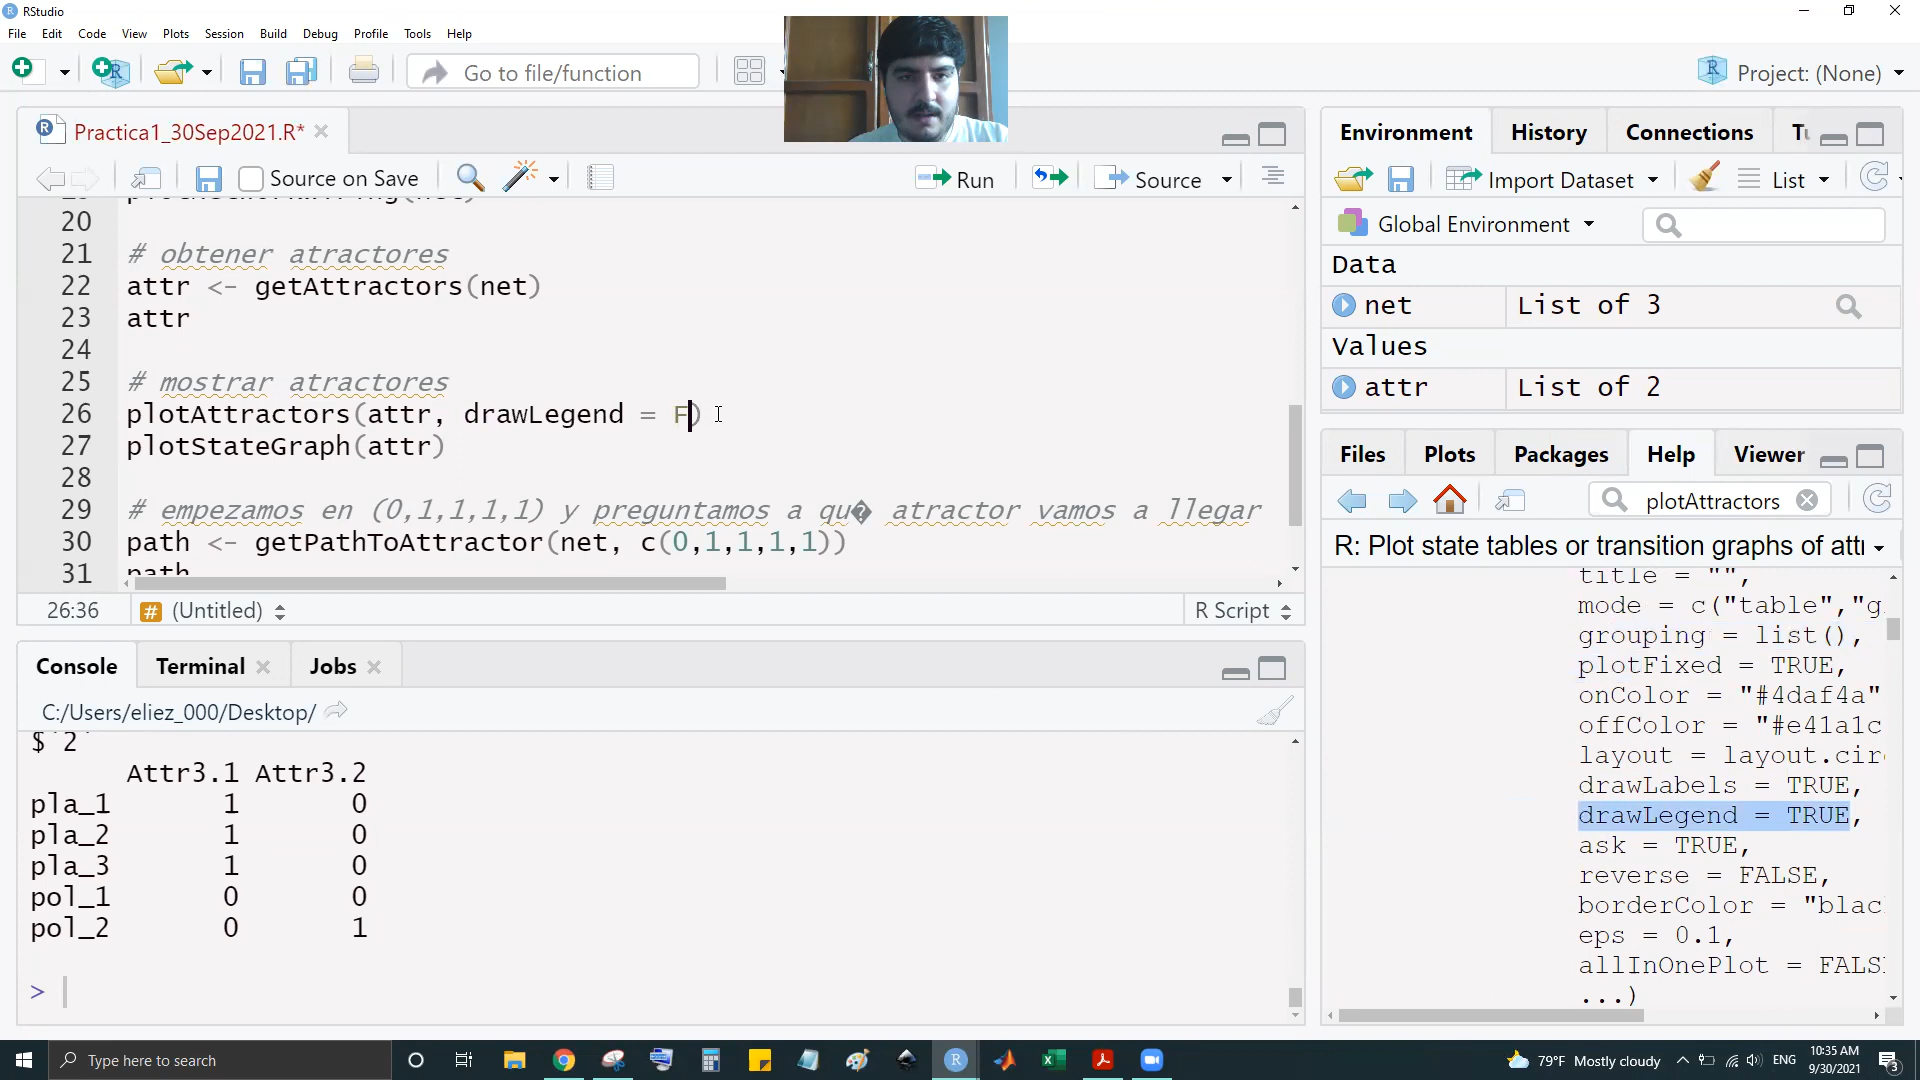 RStudio
File Edit Code View Plots Session Build Debug Profile Tools Help
Go to file/function
Project: (None)
Practica1_30Sep2021.R*
Source on Save
Run
Source
20
21 # obtener atractores
22 attr <- getAttractors(net)
23 attr
24
25 # mostrar atractores
26 plotAttractors(attr, drawLegend = F)
27 plotStateGraph(attr)
28
29 # empezamos en (0,1,1,1,1) y preguntamos a qu� atractor vamos a llegar
30 path <- getPathToAttractor(net, c(0,1,1,1,1))
31 path
26:36
(Untitled)
R Script
Console Terminal Jobs
C:/Users/eliez_000/Desktop/
$`2`
Attr3.1 Attr3.2
pla_1 1 0
pla_2 1 0
pla_3 1 0
pol_1 0 0
pol_2 0 1
>
Environment History Connections
Import Dataset
List
Global Environment
Data
net List of 3
Values
attr List of 2
Files Plots Packages Help Viewer
plotAttractors
R: Plot state tables or transition graphs of att
title = "",
mode = c("table","g
grouping = list(),
plotFixed = TRUE,
onColor = "#4daf4a"
offColor = "#e41a1c
layout = layout.cir
drawLabels = TRUE,
drawLegend = TRUE,
ask = TRUE,
reverse = FALSE,
borderColor = "blac
eps = 0.1,
allInOnePlot = FALS
...)
Type here to search
79°F Mostly cloudy
ENG
10:35 AM
9/30/2021
3